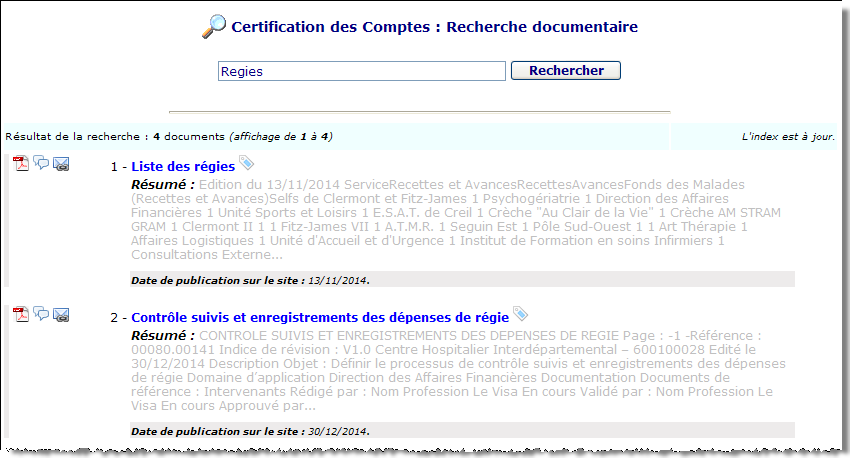 Certification des Comptes : Recherche documentaire
Regies
Rechercher
Résultat de la recherche : 4 documents (affichage de 1 à 4)
L'index est à jour.
1 - Liste des régies
Résumé : Edition du 13/11/2014 ServiceRecettes et AvancesRecettesAvancesFonds des Malades
(Recettes et Avances)Selfs de Clermont et Fitz-James 1 Psychogériatrie 1 Direction des Affaires
Financières 1 Unité Sports et Loisirs 1 E.S.A.T. de Creil 1 Crèche "Au Clair de la Vie" 1 Crèche AM STRAM
GRAM 1 Clermont II 1 1 Fitz-James VII 1 A.T.M.R. 1 Seguin Est 1 Pôle Sud-Ouest 1 1 Art Thérapie 1
Affaires Logistiques 1 Unité d'Accueil et d'Urgence 1 Institut de Formation en soins Infirmiers 1
Consultations Externe...
Date de publication sur le site : 13/11/2014.
2 - Contrôle suivis et enregistrements des dépenses de régie
Résumé : CONTROLE SUIVIS ET ENREGISTREMENTS DES DEPENSES DE REGIE Page : -1 -Référence :
00080.00141 Indice de révision : V1.0 Centre Hospitalier Interdépartemental – 600100028 Edité le
30/12/2014 Description Objet : Définir le processus de contrôle suivis et enregistrements des dépenses
de régie Domaine d’application Direction des Affaires Financières Documentation Documents de
référence : Intervenants Rédigé par : Nom Profession Le Visa En cours Validé par : Nom Profession Le
Visa En cours Approuvé par...
Date de publication sur le site : 30/12/2014.